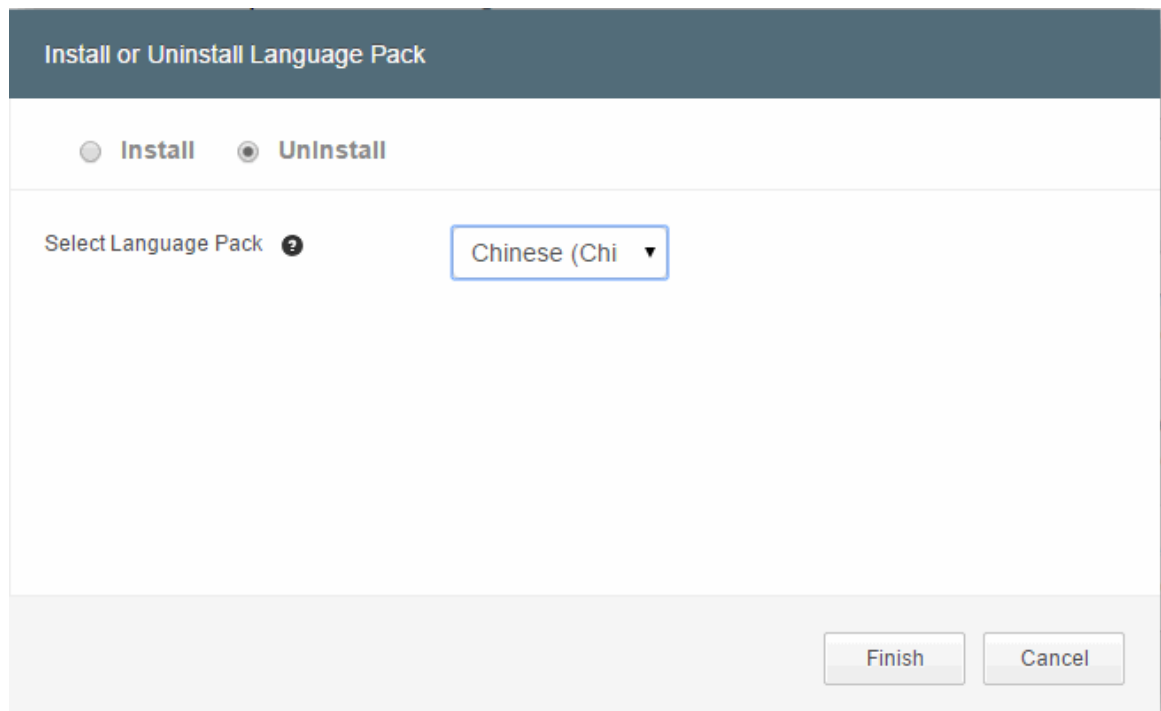 Install or Uninstall Language Pack
Install UnInstall
Select Language Pack ?
Chinese (Chi
Finish Cancel